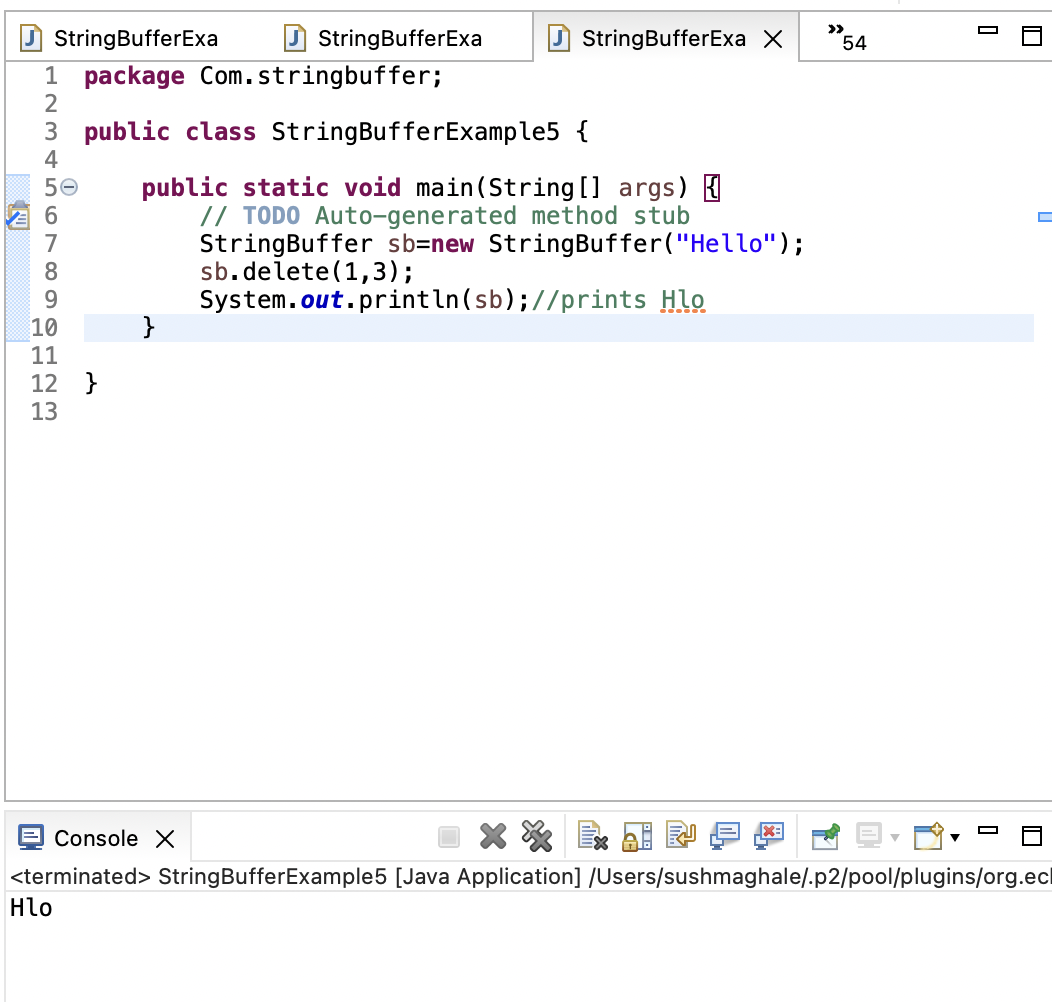 StringBufferExa StringBufferExa StringBufferExa »54
1 package Com.stringbuffer;
2
3 public class StringBufferExample5 {
4
5 public static void main(String[] args) {
6 // TODO Auto-generated method stub
7 StringBuffer sb=new StringBuffer("Hello");
8 sb.delete(1,3);
9 System.out.println(sb);//prints Hlo
10 }
11
12 }
13
Console
<terminated> StringBufferExample5 [Java Application] /Users/sushmaghale/.p2/pool/plugins/org.ecl
Hlo